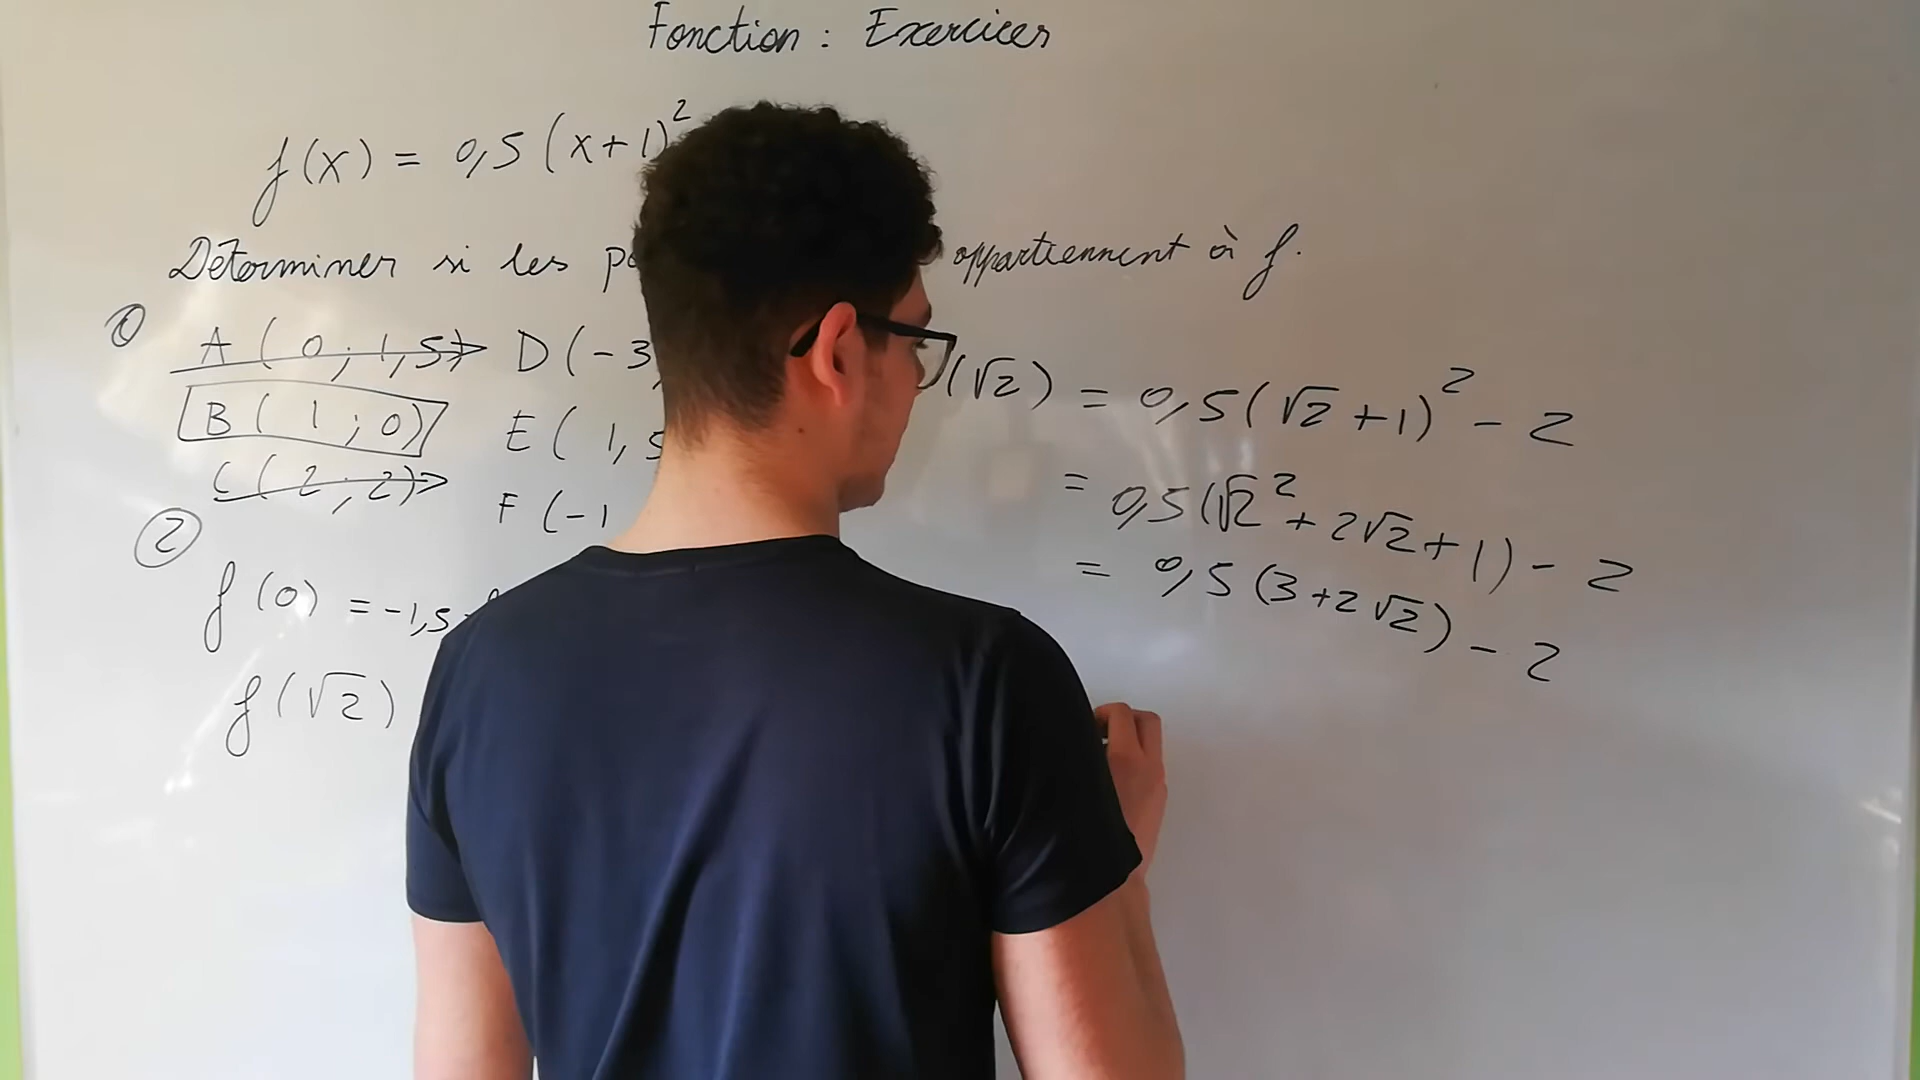 Fonction : Exercices
f(x) = 0,5 (x+1)²
Déterminer si les appartiennent à f.
① A ( 0 ; 1,5) D ( -3
B ( 1 ; 0) E ( 1,5
C ( 2 ; 2) F ( -1
② f(0) = -1,5
f(√2)
(√2) = 0,5 ( √2 + 1)² - 2
= 0,5 (√2² + 2√2 + 1) - 2
= 0,5 (3 + 2√2) - 2